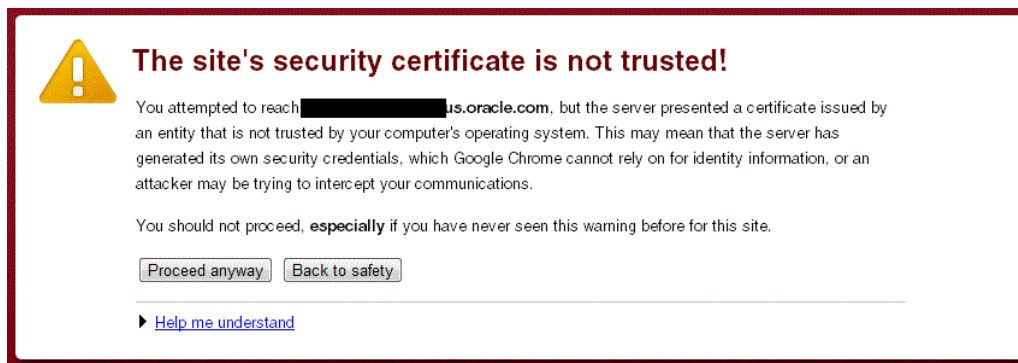 The site's security certificate is not trusted!
You attempted to reach us.oracle.com, but the server presented a certificate issued by
an entity that is not trusted by your computer's operating system. This may mean that the server has
generated its own security credentials, which Google Chrome cannot rely on for identity information, or an
attacker may be trying to intercept your communications.
You should not proceed, especially if you have never seen this warning before for this site.
Proceed anyway Back to safety
Help me understand